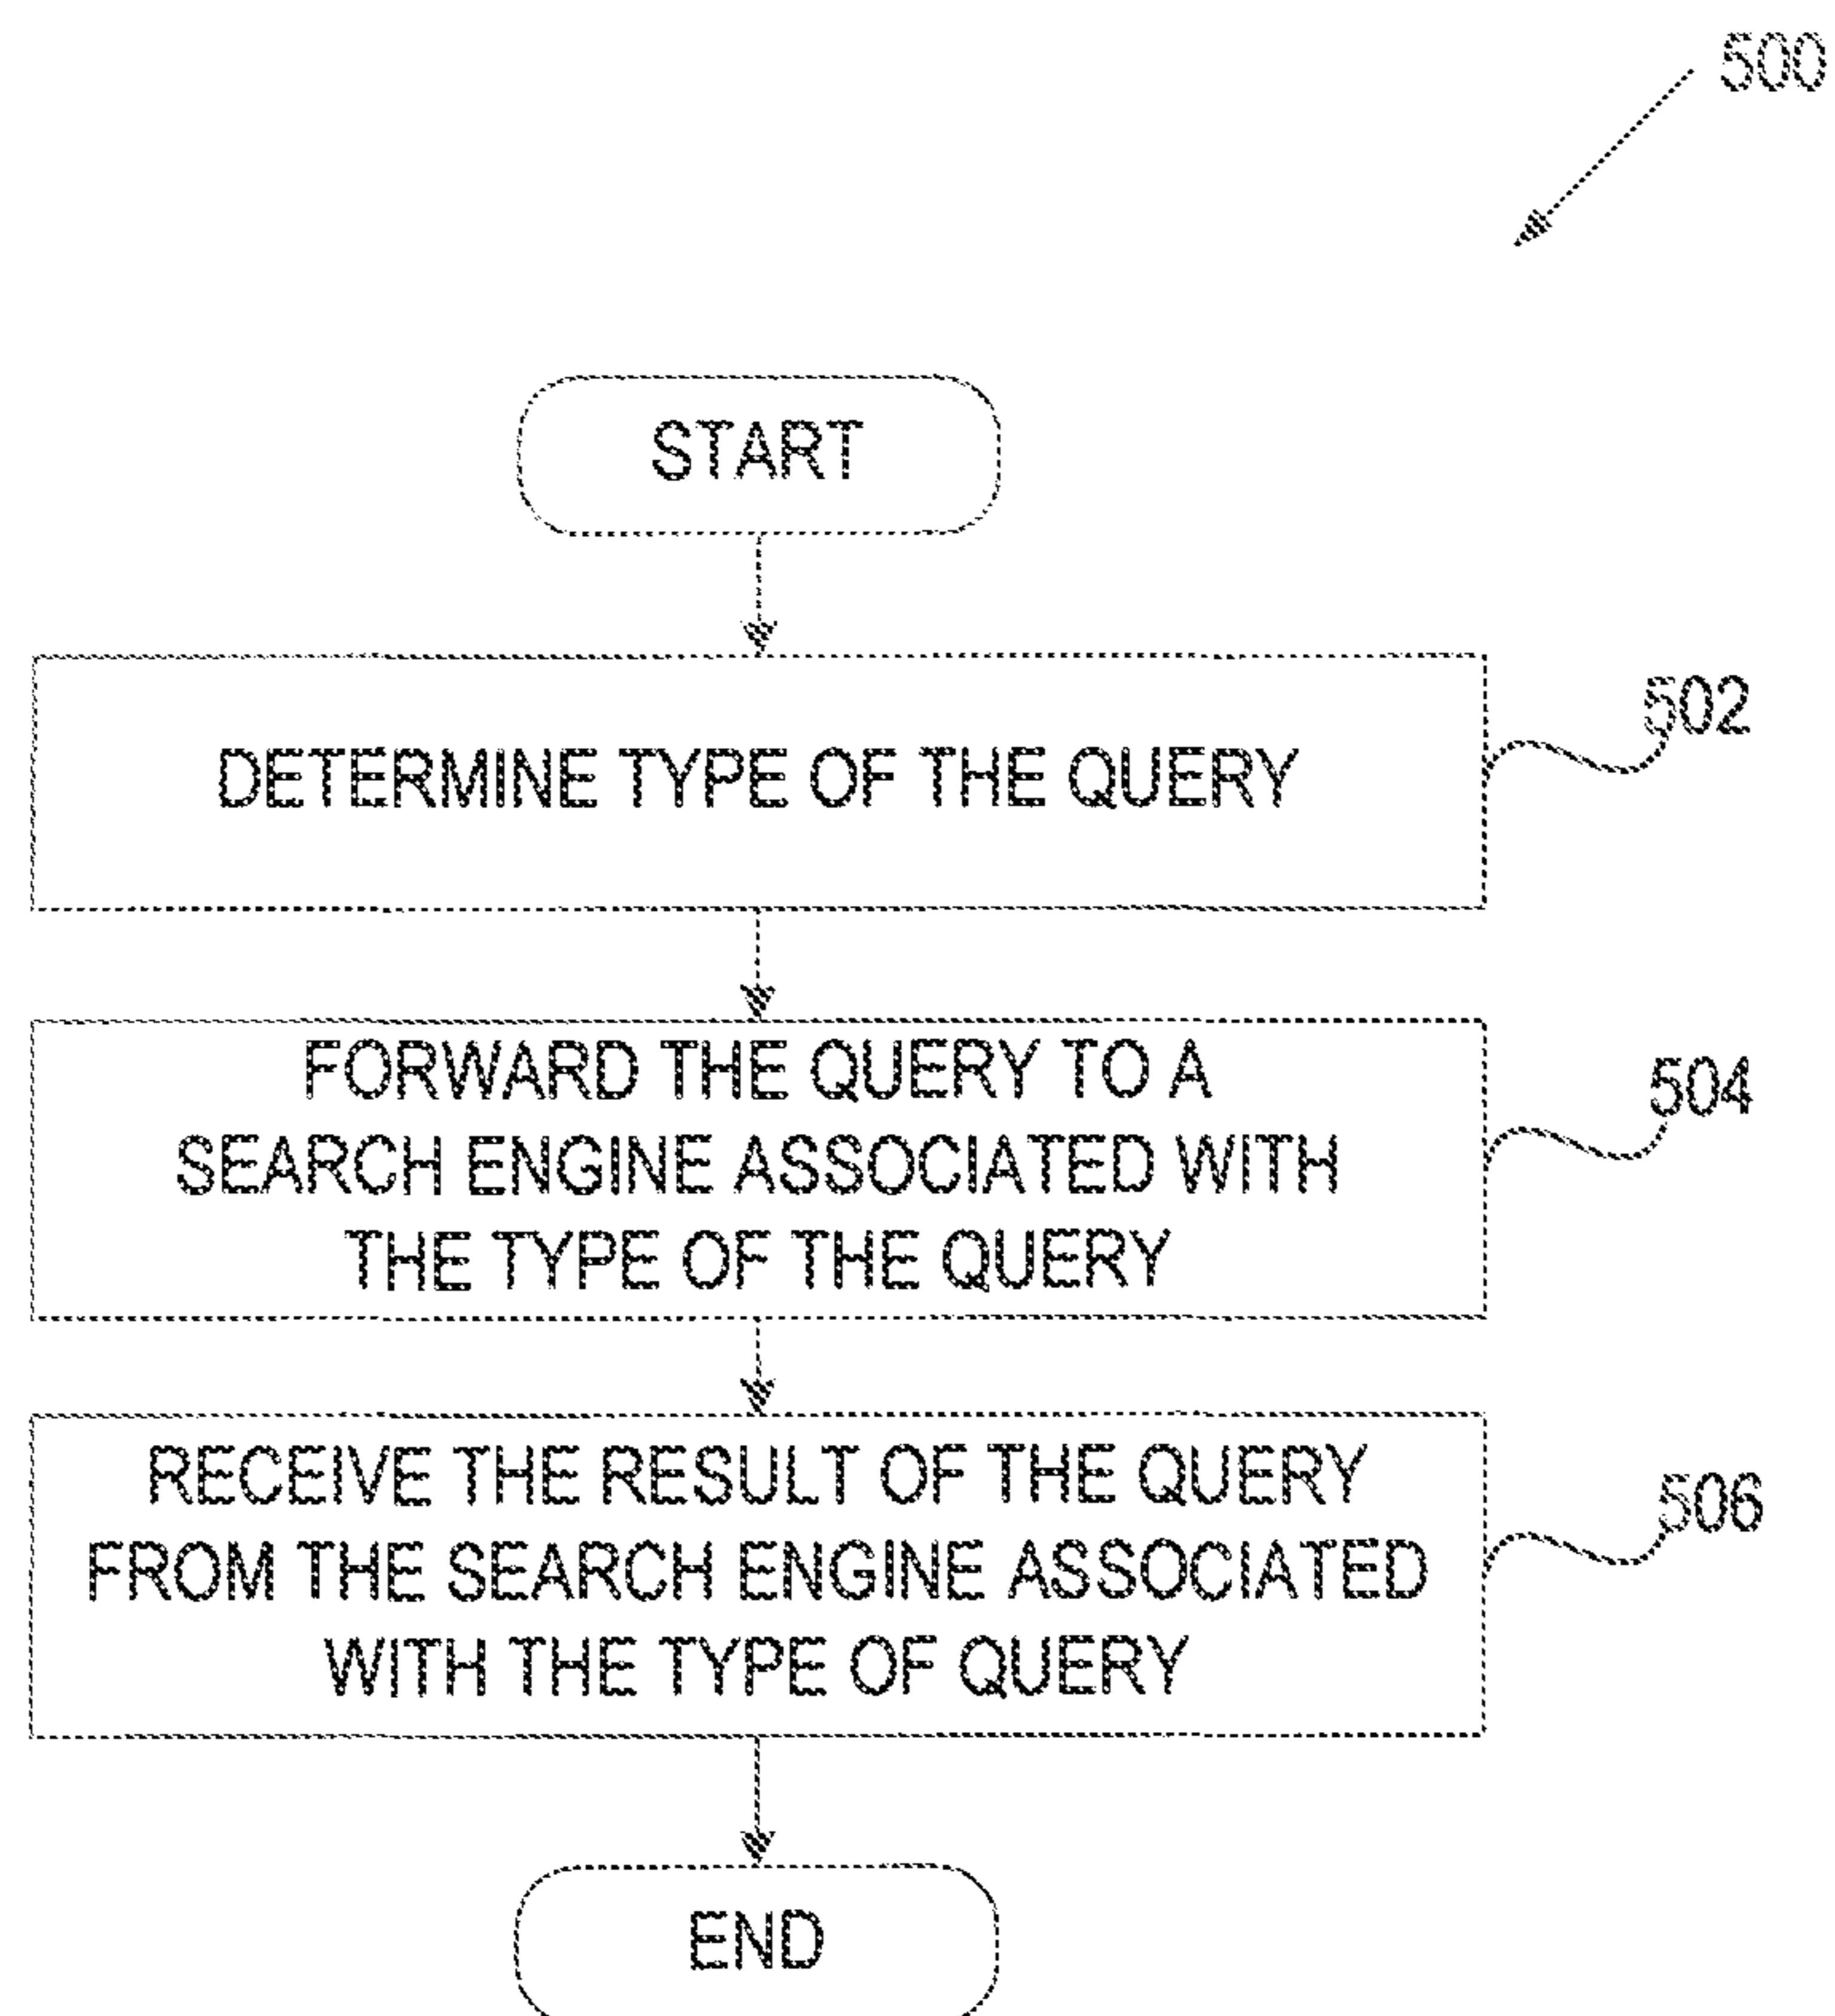 500
START
DETERMINE TYPE OF THE QUERY
502
FORWARD THE QUERY TO A
SEARCH ENGINE ASSOCIATED WITH
THE TYPE OF THE QUERY
504
RECEIVE THE RESULT OF THE QUERY
FROM THE SEARCH ENGINE ASSOCIATED
WITH THE TYPE OF QUERY
506
END